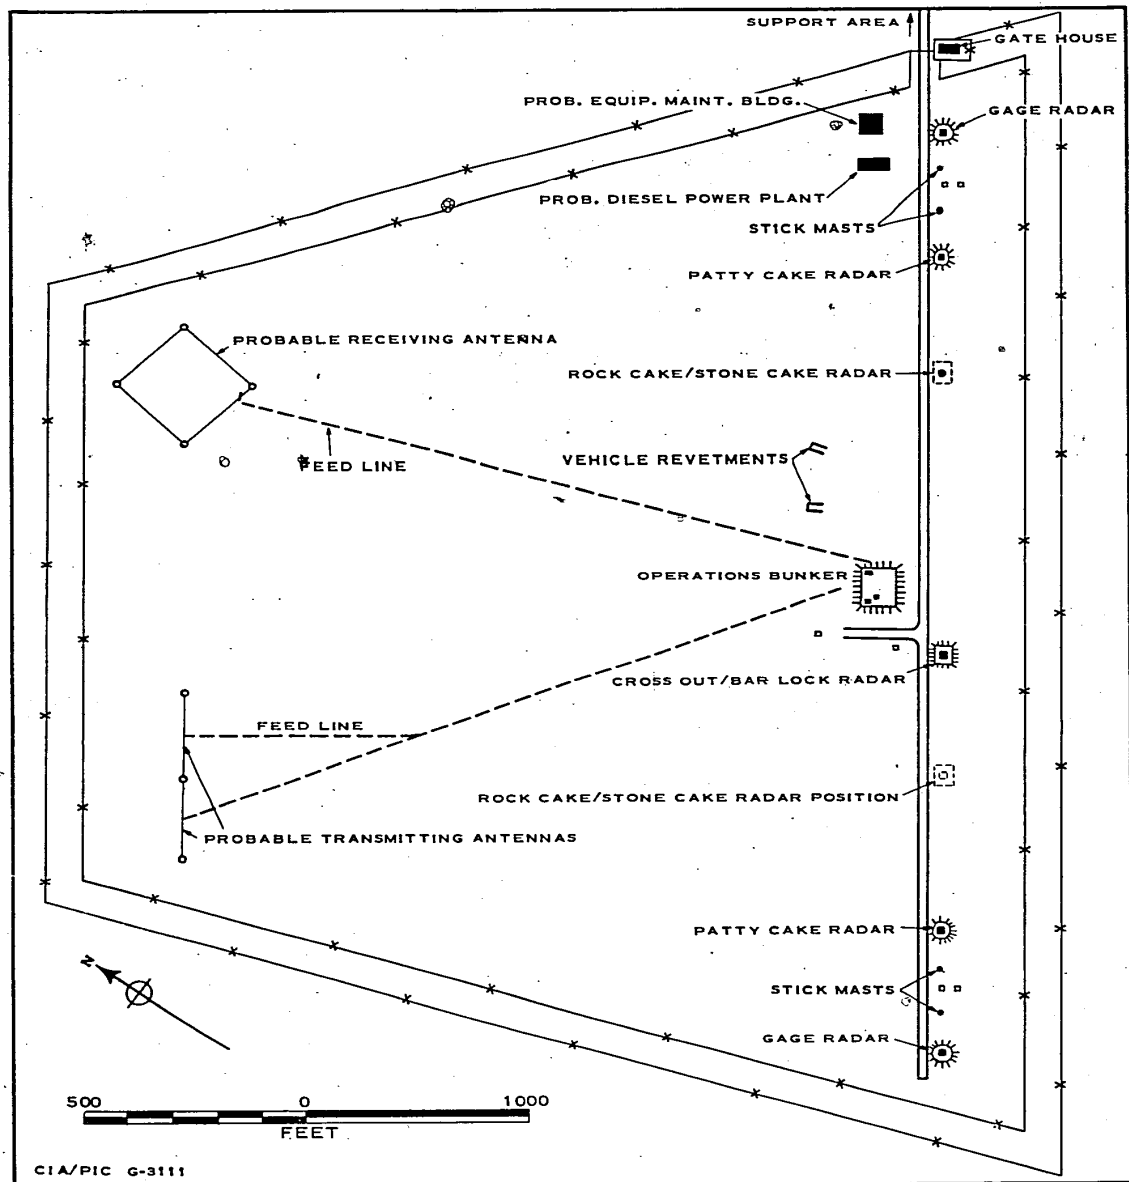 SUPPORT AREA
GATE HOUSE
PROB. EQUIP. MAINT. BLDG.
GAGE RADAR
PROB. DIESEL POWER PLANT
STICK MASTS
PATTY CAKE RADAR
PROBABLE RECEIVING ANTENNA
ROCK CAKE/STONE CAKE RADAR
FEED LINE
VEHICLE REVETMENTS
OPERATIONS BUNKER
CROSS OUT/BAR LOCK RADAR
FEED LINE
ROCK CAKE/STONE CAKE RADAR POSITION
PROBABLE TRANSMITTING ANTENNAS
PATTY CAKE RADAR
N
STICK MASTS
GAGE RADAR
500 0 1000
FEET
CIA/PIC G-3111